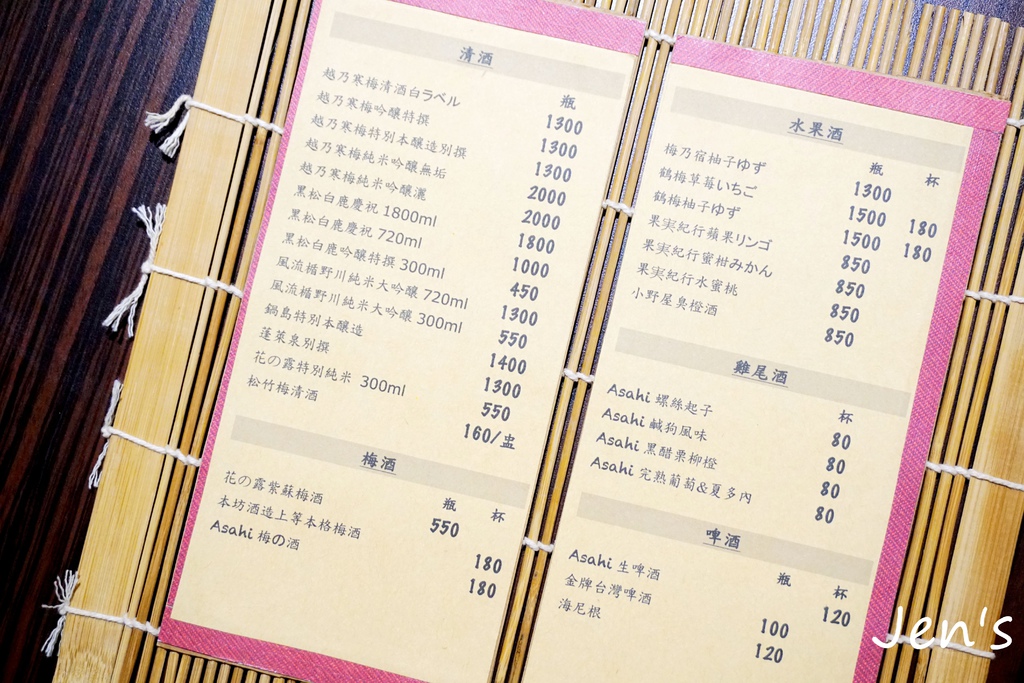 清酒
瓶
越乃寒梅清酒白ラベル 1300
越乃寒梅吟釀特撰 1300
越乃寒梅特別本釀造別撰 1300
越乃寒梅純米吟釀無垢 2000
越乃寒梅純米吟釀灑 2000
黑松白鹿慶祝 1800ml 1800
黑松白鹿慶祝 720ml 1000
黑松白鹿吟釀特撰 300ml 450
風流楯野川純米大吟釀 720ml 1300
風流楯野川純米大吟釀 300ml 550
鍋島特別本釀造 1400
蓬萊泉別撰 1300
花の露特別純米 300ml 550
松竹梅清酒 160/盅
梅酒
瓶 杯
花の露紫蘇梅酒 550
本坊酒造上等本格梅酒 180
Asahi 梅の酒 180
水果酒
瓶 杯
梅乃宿柚子ゆず 1300
鶴梅草莓いちご 1500 180
鶴梅柚子ゆず 1500 180
果実紀行蘋果リンゴ 850
果実紀行蜜柑みかん 850
果実紀行水蜜桃 850
小野屋臭橙酒 850
雞尾酒
杯
Asahi 螺絲起子 80
Asahi 鹹狗風味 80
Asahi 黑醋栗柳橙 80
Asahi 完熟葡萄&夏多內 80
啤酒
瓶 杯
Asahi 生啤酒 120
金牌台灣啤酒 100
海尼根 120
Jen's